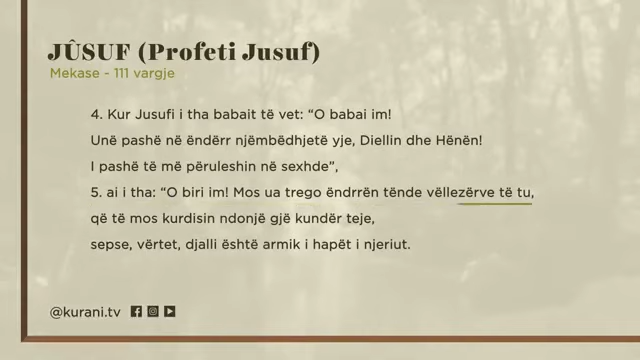 JÛSUF (Profeti Jusuf)
Mekase - 111 vargje
4. Kur Jusufi i tha babait të vet: “O babai im!
Unë pashë në ëndërr njëmbëdhjetë yje, Diellin dhe Hënën!
I pashë të më përuleshin në sexhde”,
5. ai i tha: “O biri im! Mos ua trego ëndrrën tënde vëllezërve të tu,
që të mos kurdisin ndonjë gjë kundër teje,
sepse, vërtet, djalli është armik i hapët i njeriut.
@kurani.tv